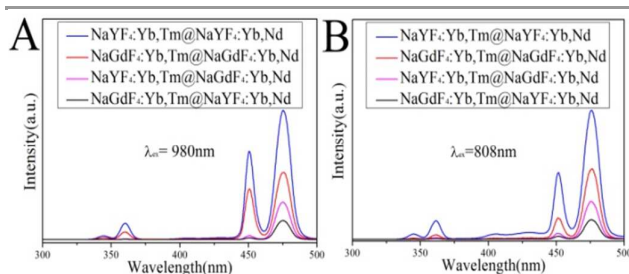 A
NaYF₄:Yb,Tm@NaYF₄:Yb,Nd
NaGdF₄:Yb,Tm@NaGdF₄:Yb,Nd
NaYF₄:Yb,Tm@NaGdF₄:Yb,Nd
NaGdF₄:Yb,Tm@NaYF₄:Yb,Nd
λex= 980nm
Intensity(a.u.)
300 350 400 450 500
Wavelength(nm)
B
NaYF₄:Yb,Tm@NaYF₄:Yb,Nd
NaGdF₄:Yb,Tm@NaGdF₄:Yb,Nd
NaYF₄:Yb,Tm@NaGdF₄:Yb,Nd
NaGdF₄:Yb,Tm@NaYF₄:Yb,Nd
λex=808nm
Intensity(a.u.)
300 350 400 450 500
Wavelength(nm)